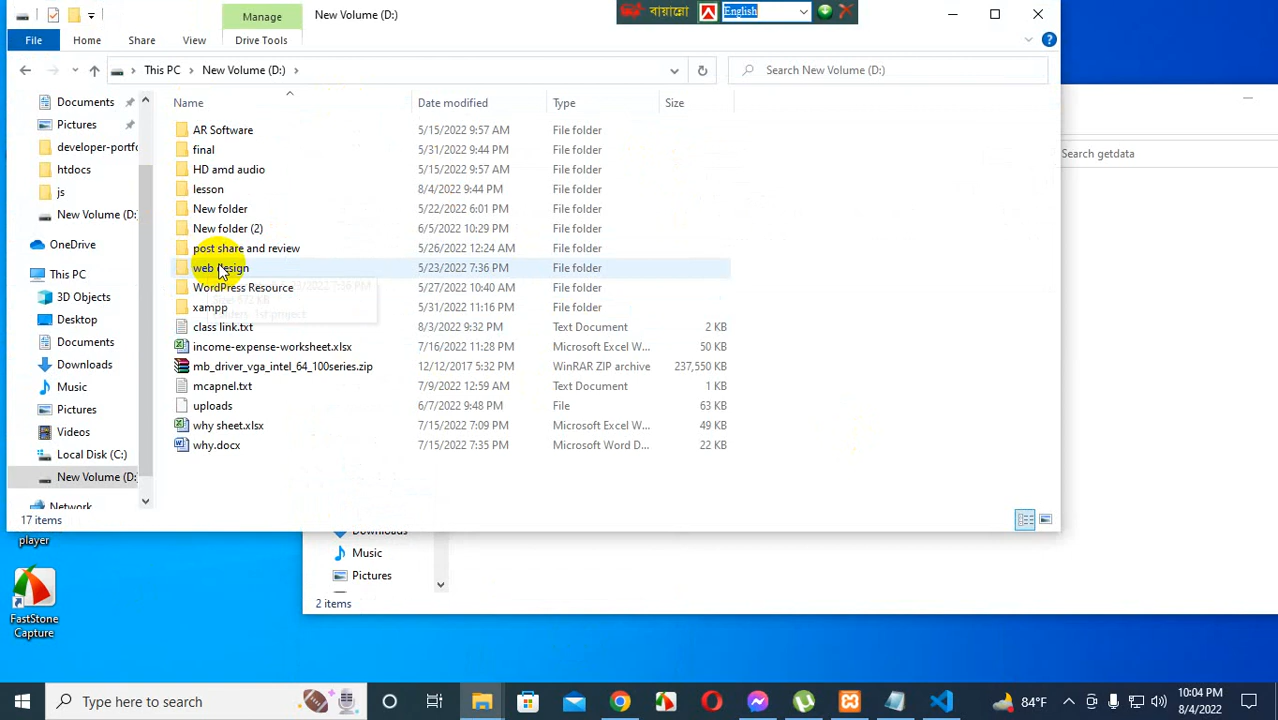 Manage
New Volume (D:)
বায়ান্নো
English
File
Home
Share
View
Drive Tools
This PC
New Volume (D:)
Search New Volume (D:)
Documents
Pictures
developer-portfo
htdocs
js
New Volume (D:
OneDrive
This PC
3D Objects
Desktop
Documents
Downloads
Music
Pictures
Videos
Local Disk (C:)
New Volume (D:
Network
Name
Date modified
Type
Size
AR Software
5/15/2022 9:57 AM
File folder
final
5/31/2022 9:44 PM
File folder
HD amd audio
5/15/2022 9:57 AM
File folder
lesson
8/4/2022 9:44 PM
File folder
New folder
5/22/2022 6:01 PM
File folder
New folder (2)
6/5/2022 10:29 PM
File folder
post share and review
5/26/2022 12:24 AM
File folder
web design
5/23/2022 7:36 PM
File folder
WordPress Resource
5/27/2022 10:40 AM
File folder
xampp
5/31/2022 11:16 PM
File folder
class link.txt
8/3/2022 9:32 PM
Text Document
2 KB
income-expense-worksheet.xlsx
7/16/2022 11:28 PM
Microsoft Excel W...
50 KB
mb_driver_vga_intel_64_100series.zip
12/12/2017 5:32 PM
WinRAR ZIP archive
237,550 KB
mcapnel.txt
7/9/2022 12:59 AM
Text Document
1 KB
uploads
6/7/2022 9:48 PM
File
63 KB
why sheet.xlsx
7/15/2022 7:09 PM
Microsoft Excel W...
49 KB
why.docx
7/15/2022 7:35 PM
Microsoft Word D...
22 KB
17 items
Search getdata
Downloads
Music
Pictures
2 items
player
FastStone
Capture
Type here to search
84°F
10:04 PM
8/4/2022